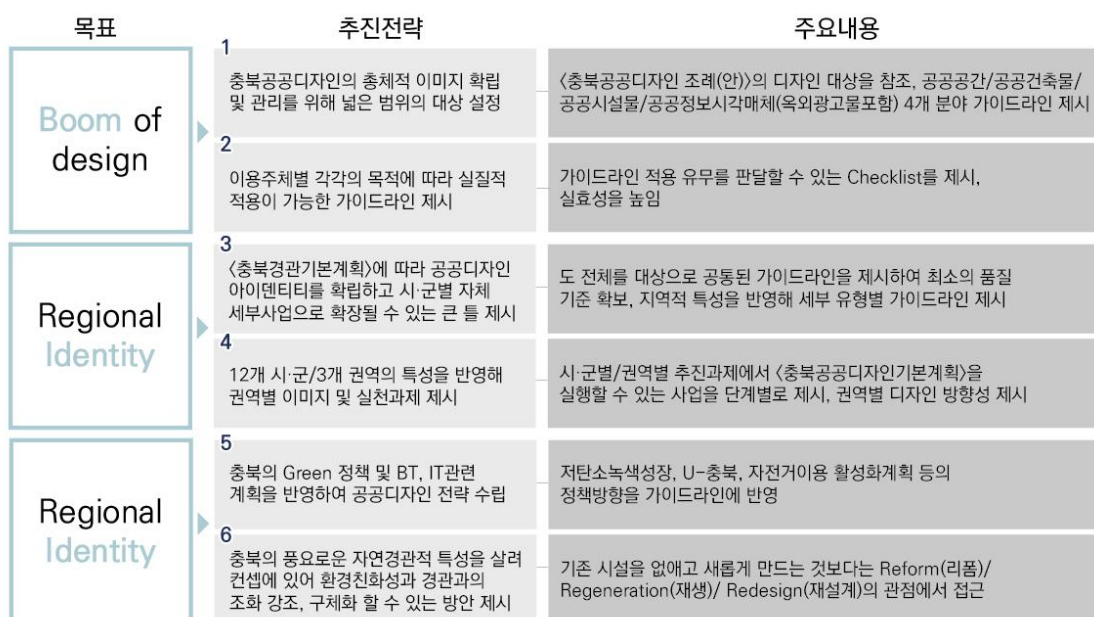 목표
추진전략
주요내용
Boom of
design
1
충북공공디자인의 총체적 이미지 확립
및 관리를 위해 넓은 범위의 대상 설정
〈충북공공디자인 조례(안)〉의 디자인 대상을 참조, 공공공간/공공건축물/
공공시설물/공공정보시각매체(옥외광고물포함) 4개 분야 가이드라인 제시
2
이용주체별 각각의 목적에 따라 실질적
적용이 가능한 가이드라인 제시
가이드라인 적용 유무를 판달할 수 있는 Checklist를 제시,
실효성을 높임
Regional
Identity
3
〈충북경관기본계획〉에 따라 공공디자인
아이덴티티를 확립하고 시·군별 자체
세부사업으로 확장될 수 있는 큰 틀 제시
도 전체를 대상으로 공통된 가이드라인을 제시하여 최소의 품질
기준 확보, 지역적 특성을 반영해 세부 유형별 가이드라인 제시
4
12개 시·군/3개 권역의 특성을 반영해
권역별 이미지 및 실천과제 제시
시·군별/권역별 추진과제에서 〈충북공공디자인기본계획〉을
실행할 수 있는 사업을 단계별로 제시, 권역별 디자인 방향성 제시
Regional
Identity
5
충북의 Green 정책 및 BT, IT관련
계획을 반영하여 공공디자인 전략 수립
저탄소녹색성장, U-충북, 자전거이용 활성화계획 등의
정책방향을 가이드라인에 반영
6
충북의 풍요로운 자연경관적 특성을 살려
컨셉에 있어 환경친화성과 경관과의
조화 강조, 구체화 할 수 있는 방안 제시
기존 시설을 없애고 새롭게 만드는 것보다는 Reform(리폼)/
Regeneration(재생)/ Redesign(재설계)의 관점에서 접근